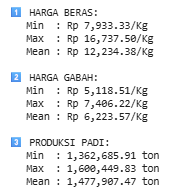 1 HARGA BERAS:
Min : Rp 7,933.33/Kg
Max : Rp 16,737.50/Kg
Mean : Rp 12,234.38/Kg
2 HARGA GABAH:
Min : Rp 5,118.51/Kg
Max : Rp 7,406.22/Kg
Mean : Rp 6,223.57/Kg
3 PRODUKSI PADI:
Min : 1,362,685.91 ton
Max : 1,600,449.83 ton
Mean : 1,477,907.47 ton